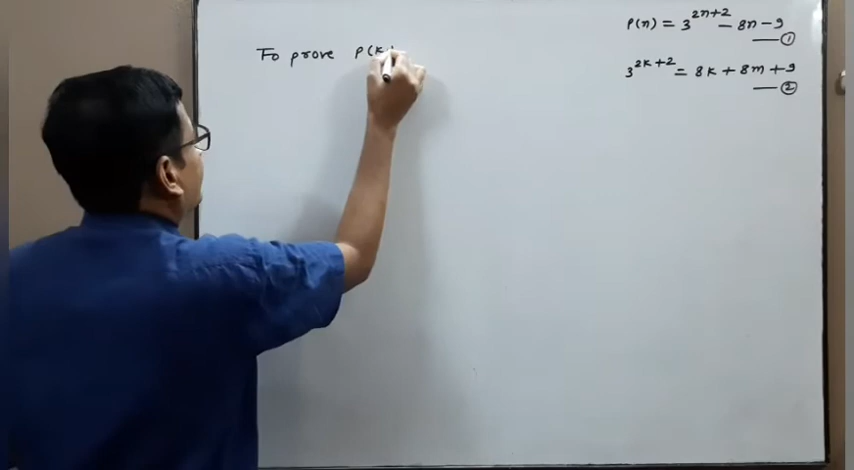 To prove P(K)
P(n) = 3^{2n+2} - 8n - 9
— ①
3^{2K+2} = 8K + 8m + 9
— ②